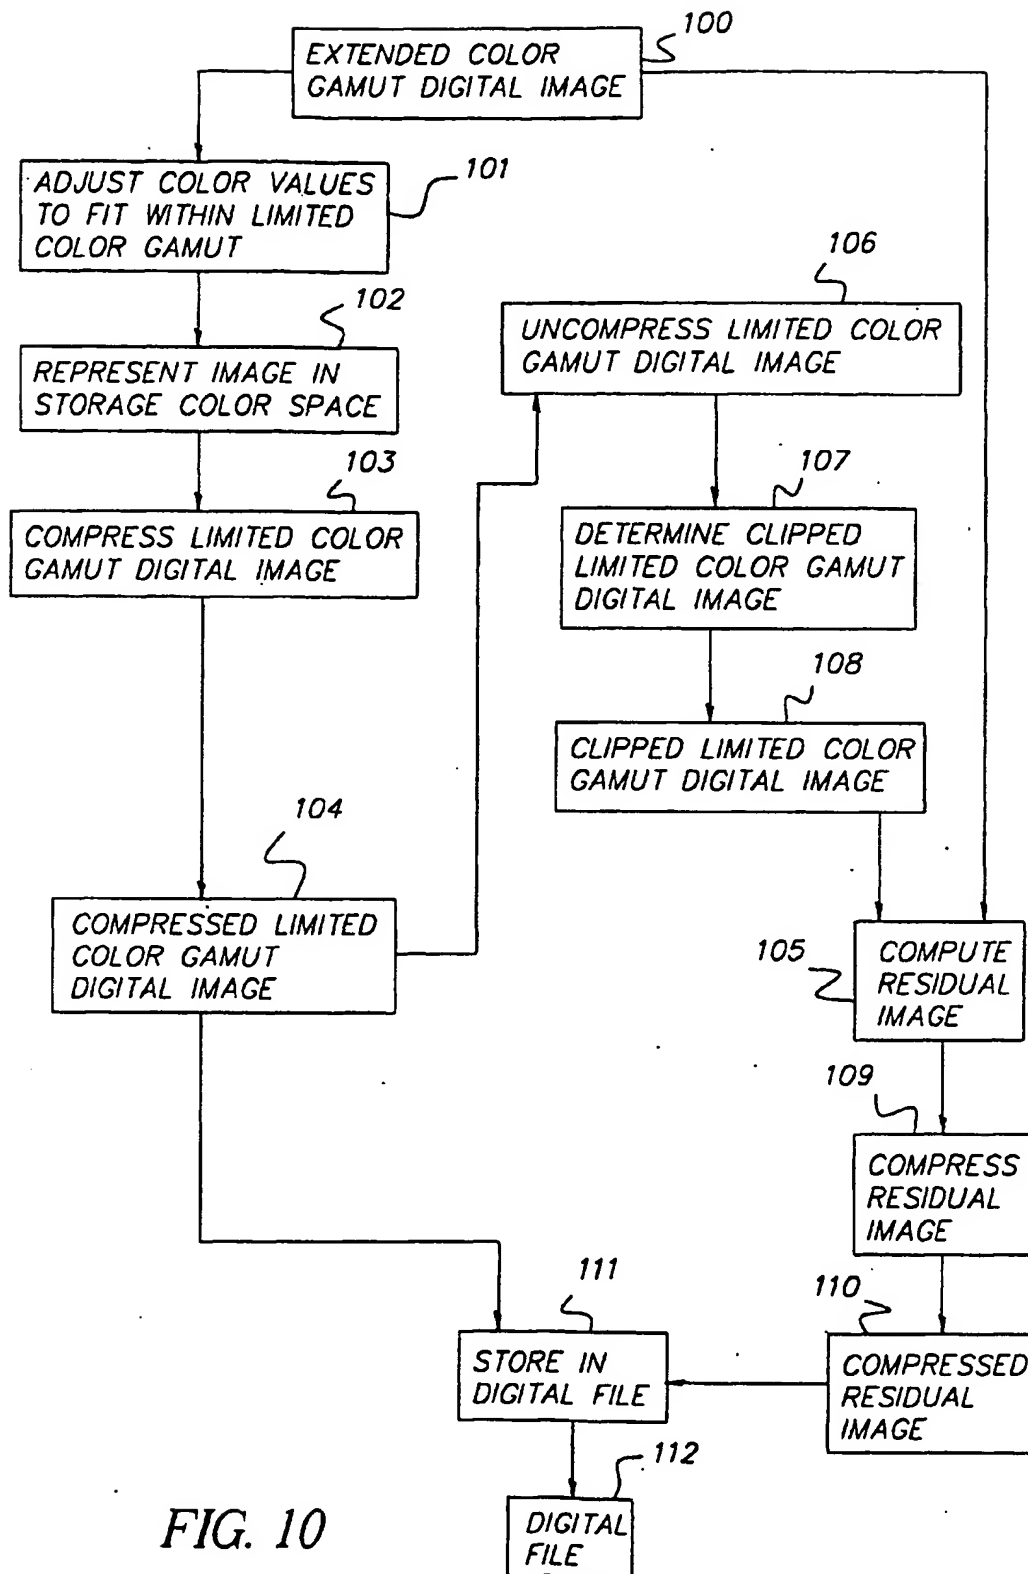 100
EXTENDED COLOR
GAMUT DIGITAL IMAGE
101
ADJUST COLOR VALUES
TO FIT WITHIN LIMITED
COLOR GAMUT
102
REPRESENT IMAGE IN
STORAGE COLOR SPACE
103
COMPRESS LIMITED COLOR
GAMUT DIGITAL IMAGE
104
COMPRESSED LIMITED
COLOR GAMUT
DIGITAL IMAGE
106
UNCOMPRESS LIMITED COLOR
GAMUT DIGITAL IMAGE
107
DETERMINE CLIPPED
LIMITED COLOR GAMUT
DIGITAL IMAGE
108
CLIPPED LIMITED COLOR
GAMUT DIGITAL IMAGE
105
COMPUTE
RESIDUAL
IMAGE
109
COMPRESS
RESIDUAL
IMAGE
110
COMPRESSED
RESIDUAL
IMAGE
111
STORE IN
DIGITAL FILE
112
DIGITAL
FILE
FIG. 10